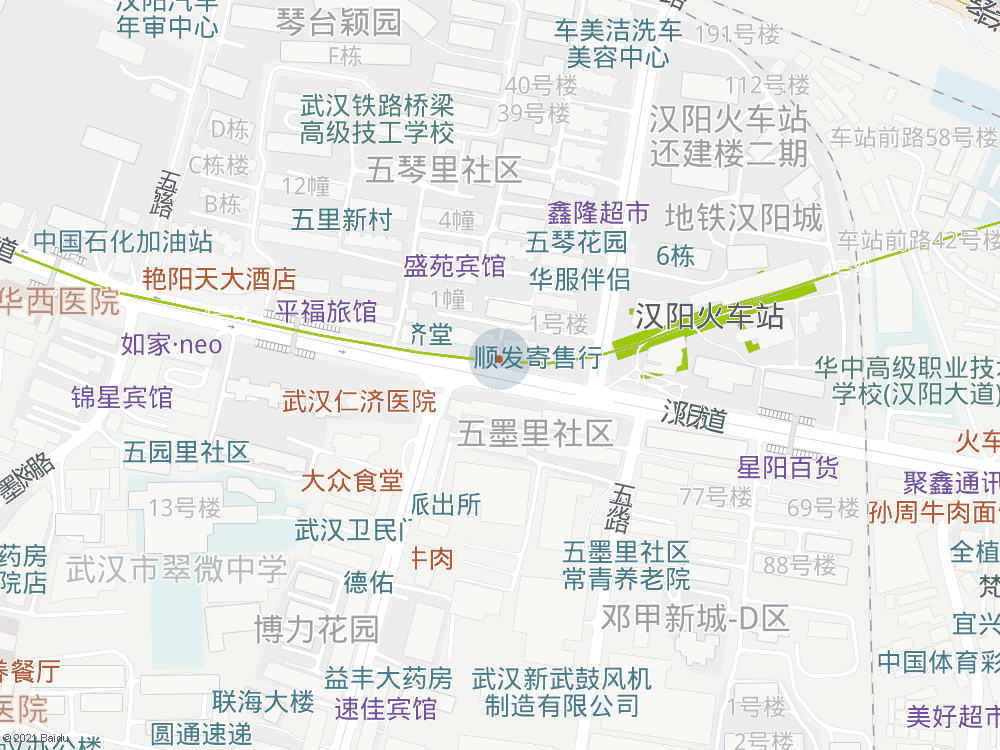 汉阳汽车
年审中心
琴台颖园
F栋
车美洁洗车
美容中心
191号楼
40号楼
39号楼
112号楼
武汉铁路桥梁
高级技工学校
汉阳火车站
还建楼二期
D栋
车站前路58号楼
C栋楼
五琴里社区
12幢
B栋
五里新村
4幢
鑫隆超市
地铁汉阳城
中国石化加油站
五琴花园
6栋
车站前路42号楼
盛苑宾馆
艳阳天大酒店
华服伴侣
华西医院
1幢
平福旅馆
1号楼
汉阳火车站
济堂
如家·neo
顺发寄售行
华中高级职业技术
学校(汉阳大道)
锦星宾馆
武汉仁济医院
汉阳大道
五墨里社区
火车
五园里社区
星阳百货
大众食堂
聚鑫通讯
13号楼
派出所
77号楼
69号楼
孙周牛肉面
武汉卫民门
牛肉
五墨里社区
常青养老院
全植
药房
院店
武汉市翠微中学
德佑
88号楼
梵
博力花园
邓甲新城-D区
宜兴
中国体育彩
养餐厅
益丰大药房
武汉新武鼓风机
制造有限公司
联海大楼
速佳宾馆
医院
1号楼
美好超市
圆通速递
2号楼
汉办公楼
© 2021 Baidu